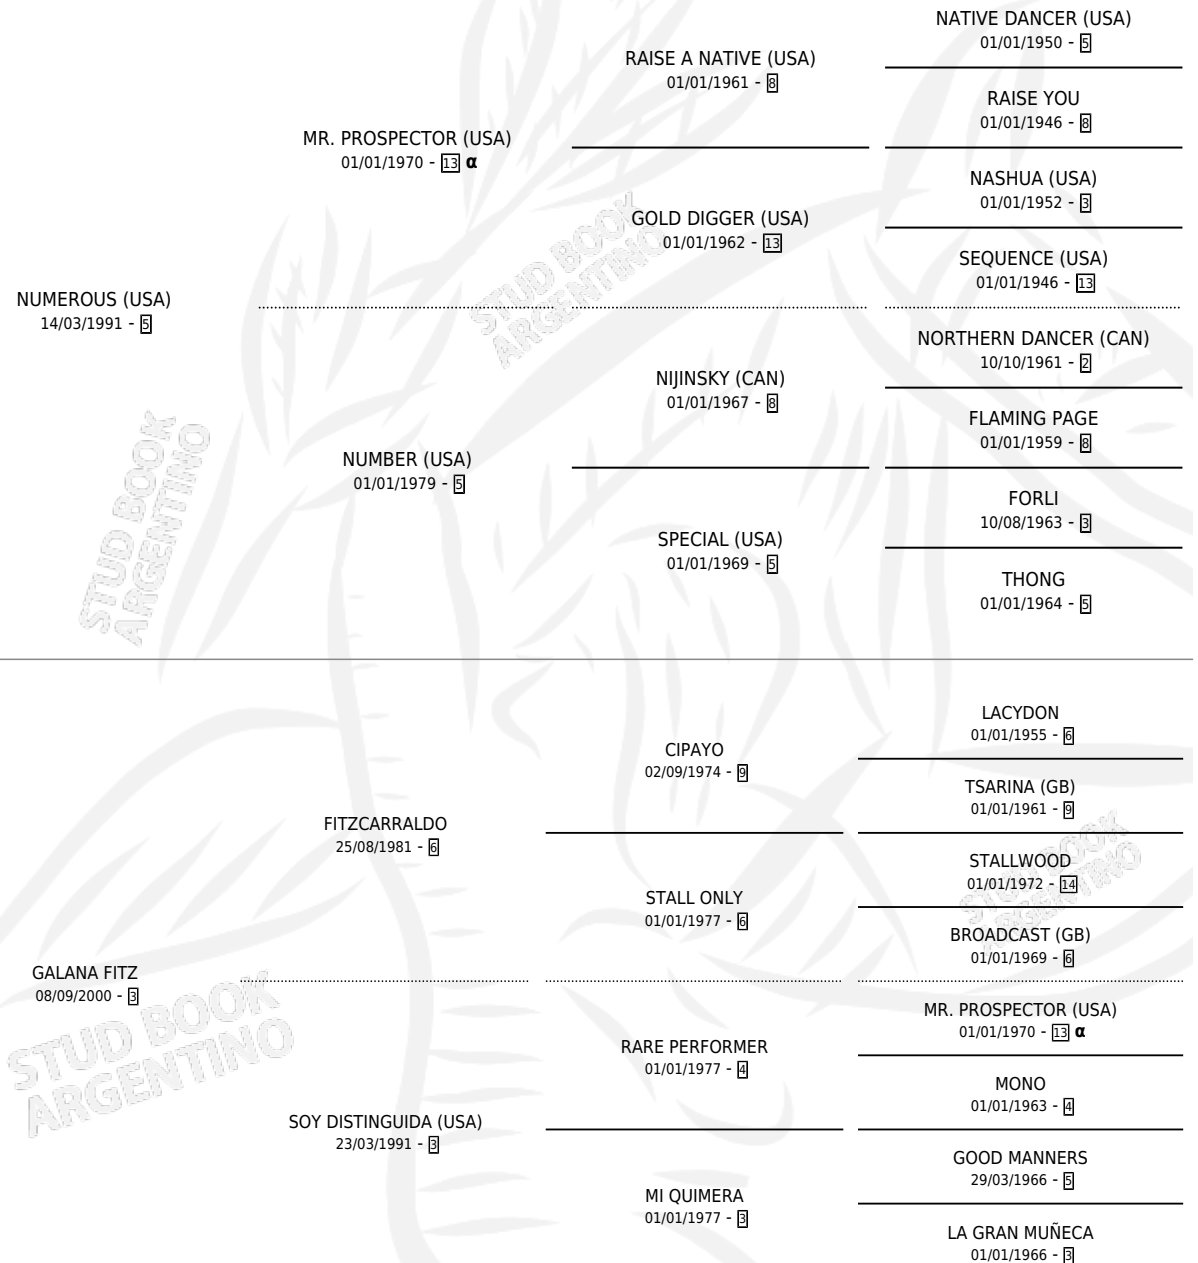 NATIVE DANCER (USA)
01/01/1950 - 5
RAISE A NATIVE (USA)
01/01/1961 - 8
RAISE YOU
01/01/1946 - 8
MR. PROSPECTOR (USA)
01/01/1970 - 13 α
NASHUA (USA)
01/01/1952 - 3
GOLD DIGGER (USA)
01/01/1962 - 13
SEQUENCE (USA)
01/01/1946 - 13
NUMEROUS (USA)
14/03/1991 - 5
NORTHERN DANCER (CAN)
10/10/1961 - 2
NIJINSKY (CAN)
01/01/1967 - 8
FLAMING PAGE
01/01/1959 - 8
NUMBER (USA)
01/01/1979 - 5
FORLI
10/08/1963 - 3
SPECIAL (USA)
01/01/1969 - 5
THONG
01/01/1964 - 5
STUD BOOK
ARGENTINO
STUD BOOK
ARGENTINO
LACYDON
01/01/1955 - 6
CIPAYO
02/09/1974 - 9
TSARINA (GB)
01/01/1961 - 9
FITZCARRALDO
25/08/1981 - 6
STALLWOOD
01/01/1972 - 14
STALL ONLY
01/01/1977 - 6
BROADCAST (GB)
01/01/1969 - 6
GALANA FITZ
08/09/2000 - 3
MR. PROSPECTOR (USA)
01/01/1970 - 13 α
RARE PERFORMER
01/01/1977 - 4
MONO
01/01/1963 - 4
SOY DISTINGUIDA (USA)
23/03/1991 - 3
GOOD MANNERS
29/03/1966 - 5
MI QUIMERA
01/01/1977 - 3
LA GRAN MUÑECA
01/01/1966 - 3
STUD BOOK
ARGENTINO
STUD BOOK
ARGENTINO